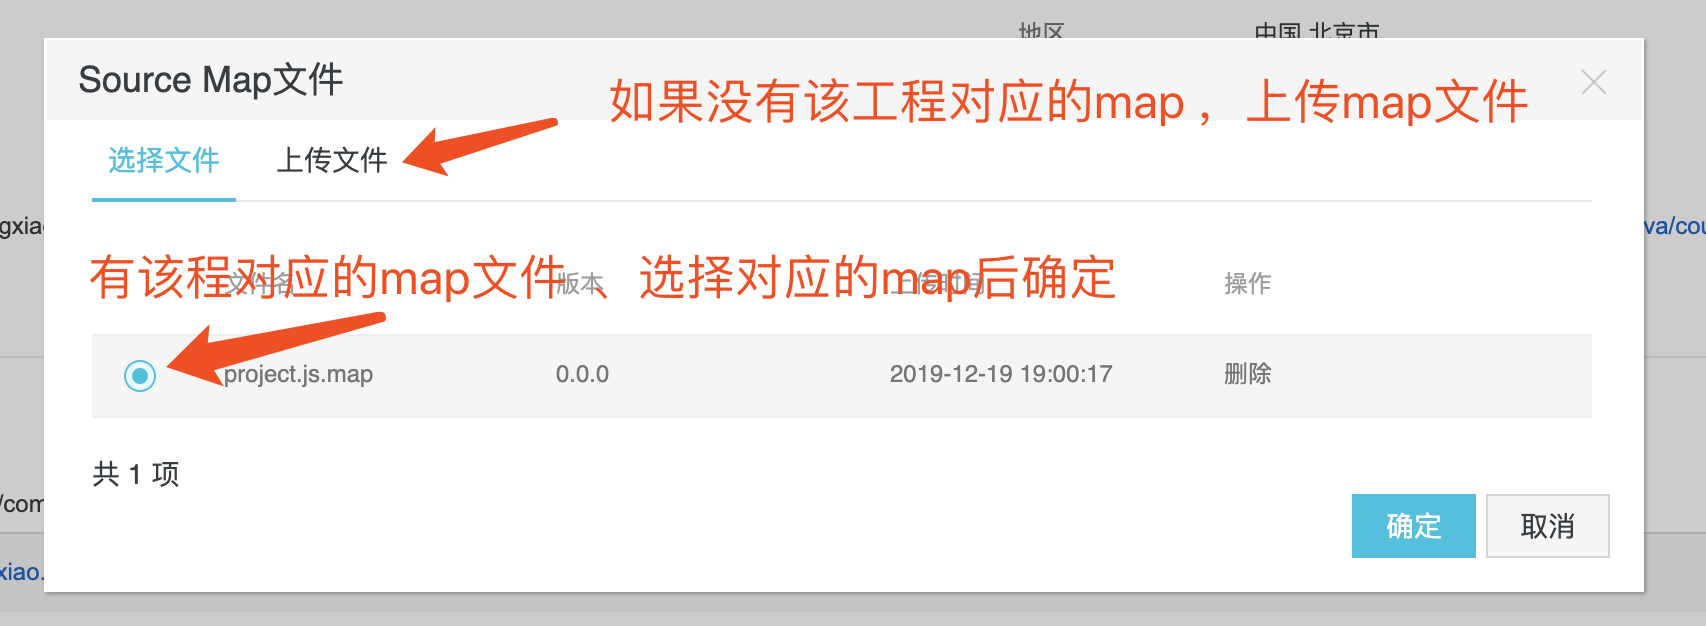 地区 中国 北京市
Source Map文件
如果没有该工程对应的map， 上传map文件
选择文件 上传文件
gxia va/cou
有该程对应的map文件、选择对应的map后确定
文件名 版本 上传时间 操作
project.js.map 0.0.0 2019-12-19 19:00:17 删除
共 1 项
/com
确定 取消
xiao.